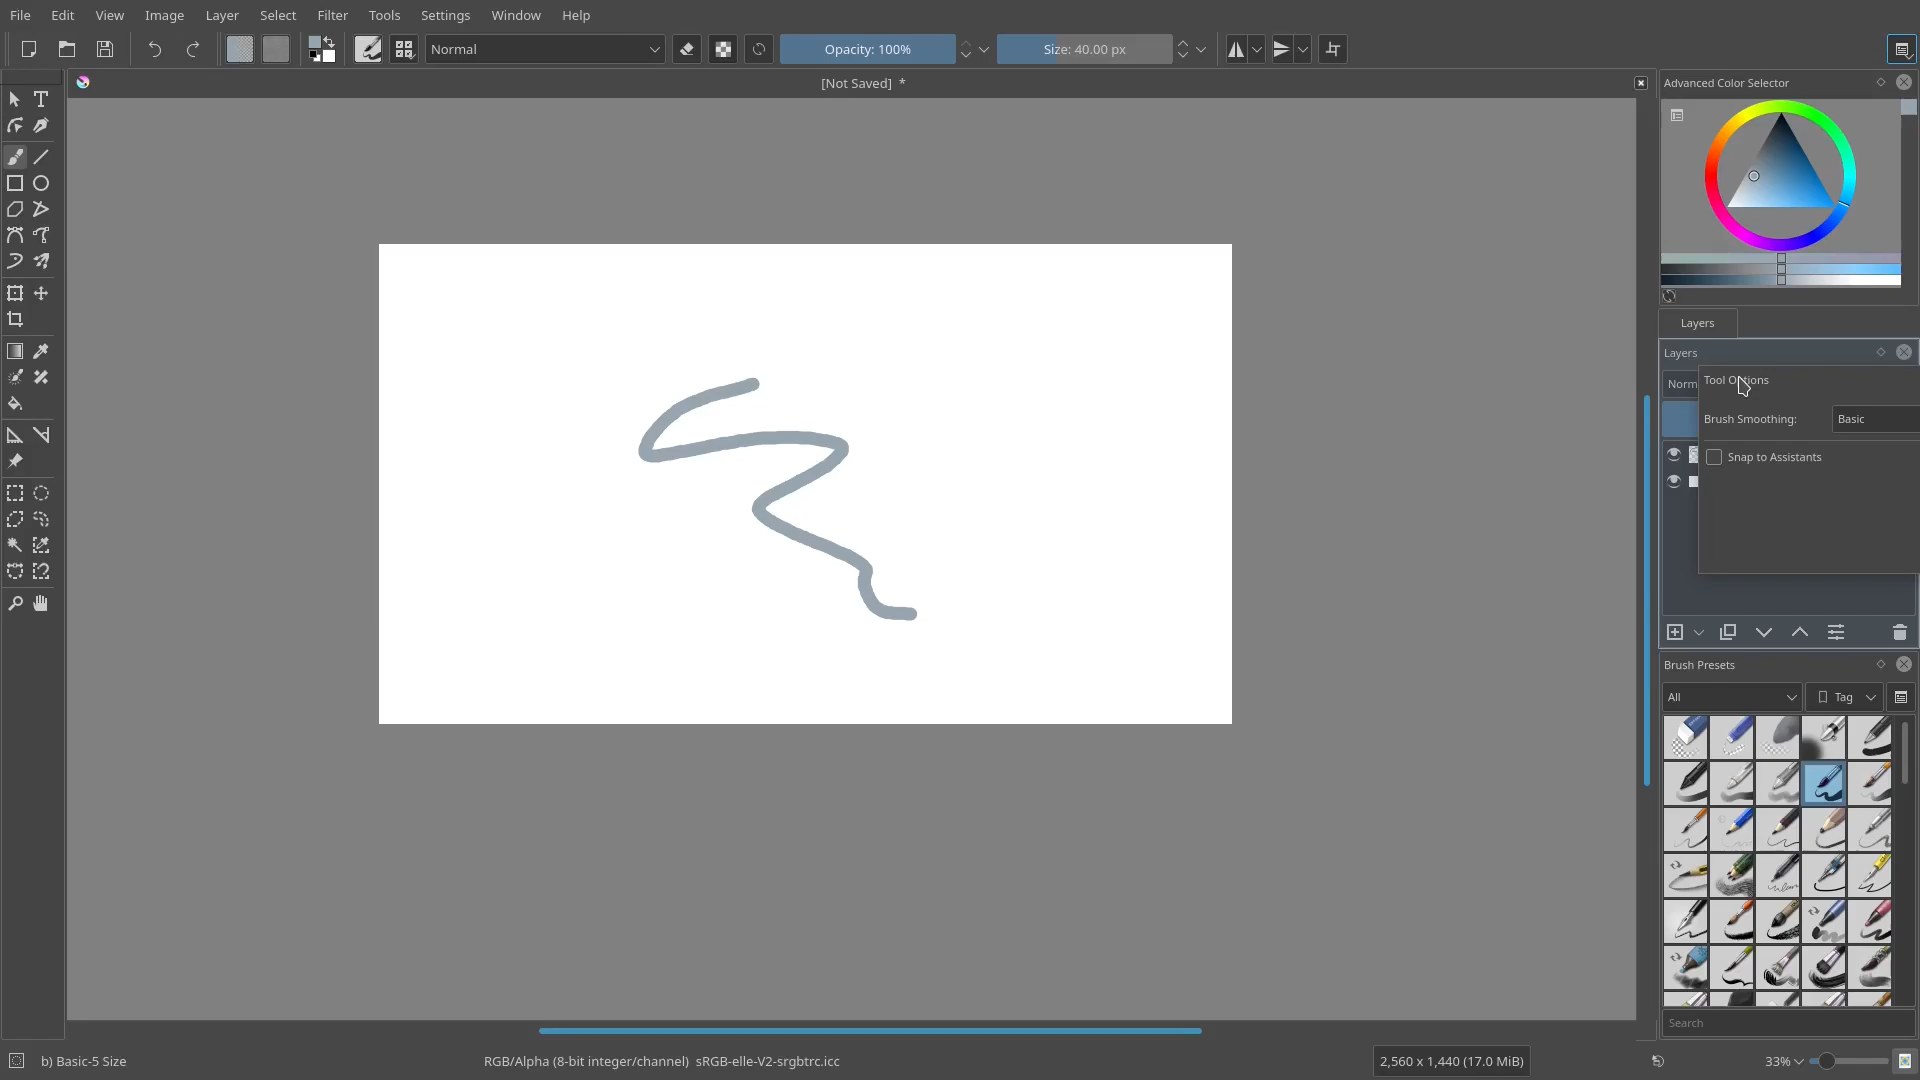 File Edit View Image Layer Select Filter Tools Settings Window Help
Normal Opacity: 100% Size: 40.00 px
[Not Saved] *
Advanced Color Selector
Layers
Layers
Norm
Tool Options
Brush Smoothing: Basic
Snap to Assistants
Brush Presets
All Tag
Search
b) Basic-5 Size RGB/Alpha (8-bit integer/channel) sRGB-elle-V2-srgbtrc.icc 2,560 x 1,440 (17.0 MiB) 33%